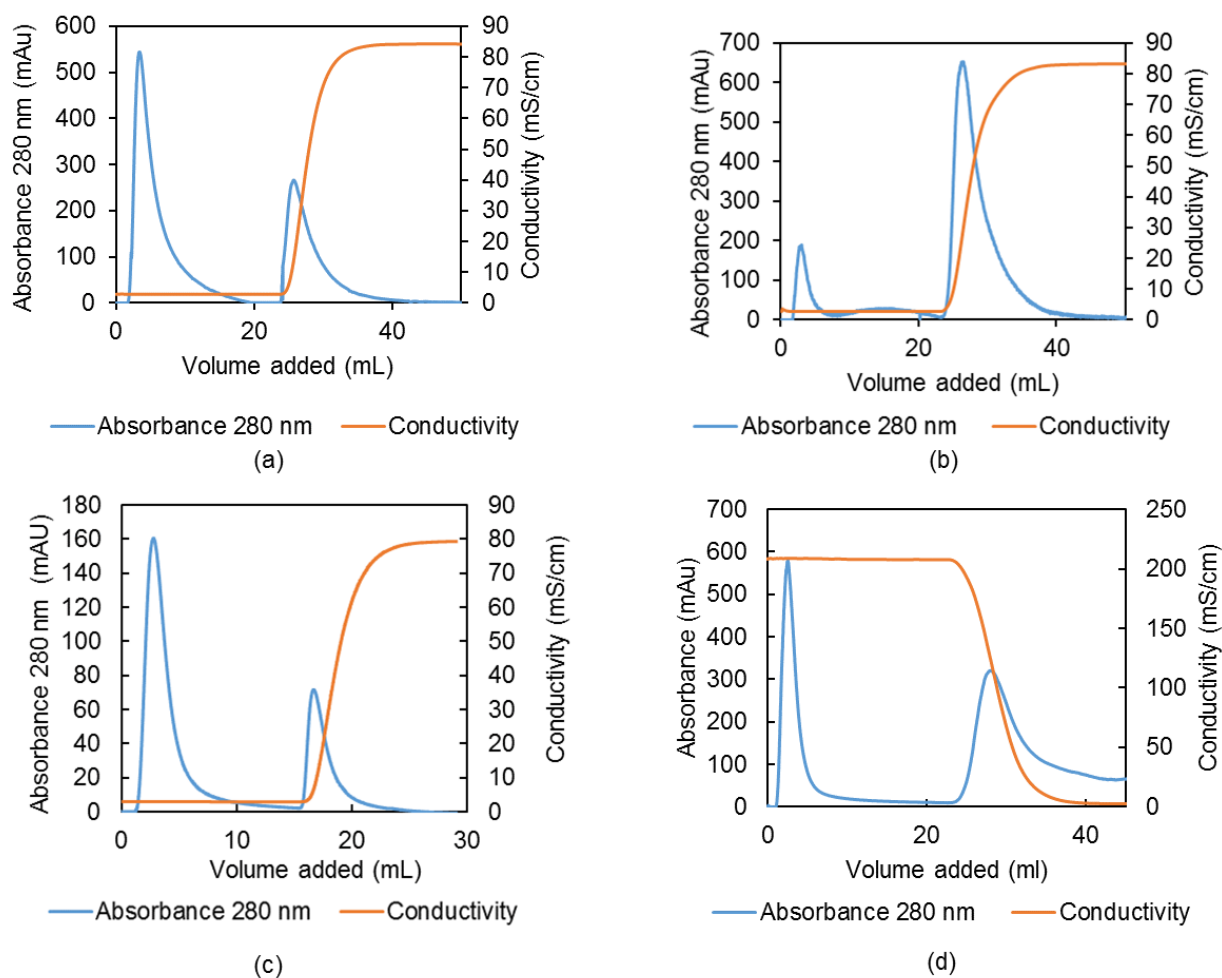 Absorbance 280 nm (mAu)
600
500
400
300
200
100
0
0 20 40
Volume added (mL)
90
80
70
60
50
40
30
20
10
0
Conductivity (mS/cm)
Absorbance 280 nm Conductivity
(a)
Absorbance 280 nm (mAu)
700
600
500
400
300
200
100
0
0 20 40
Volume added (mL)
90
80
70
60
50
40
30
20
10
0
Conductivity (mS/cm)
Absorbance 280 nm Conductivity
(b)
Absorbance 280 nm (mAU)
180
160
140
120
100
80
60
40
20
0
0 10 20 30
Volume added (mL)
90
80
70
60
50
40
30
20
10
0
Conductivity (mS/cm)
Absorbance 280 nm Conductivity
(c)
Absorbance (mAu)
700
600
500
400
300
200
100
0
0 20 40
Volume added (ml)
250
200
150
100
50
0
Conductivity (mS/cm)
Absorbance 280 nm Conductivity
(d)